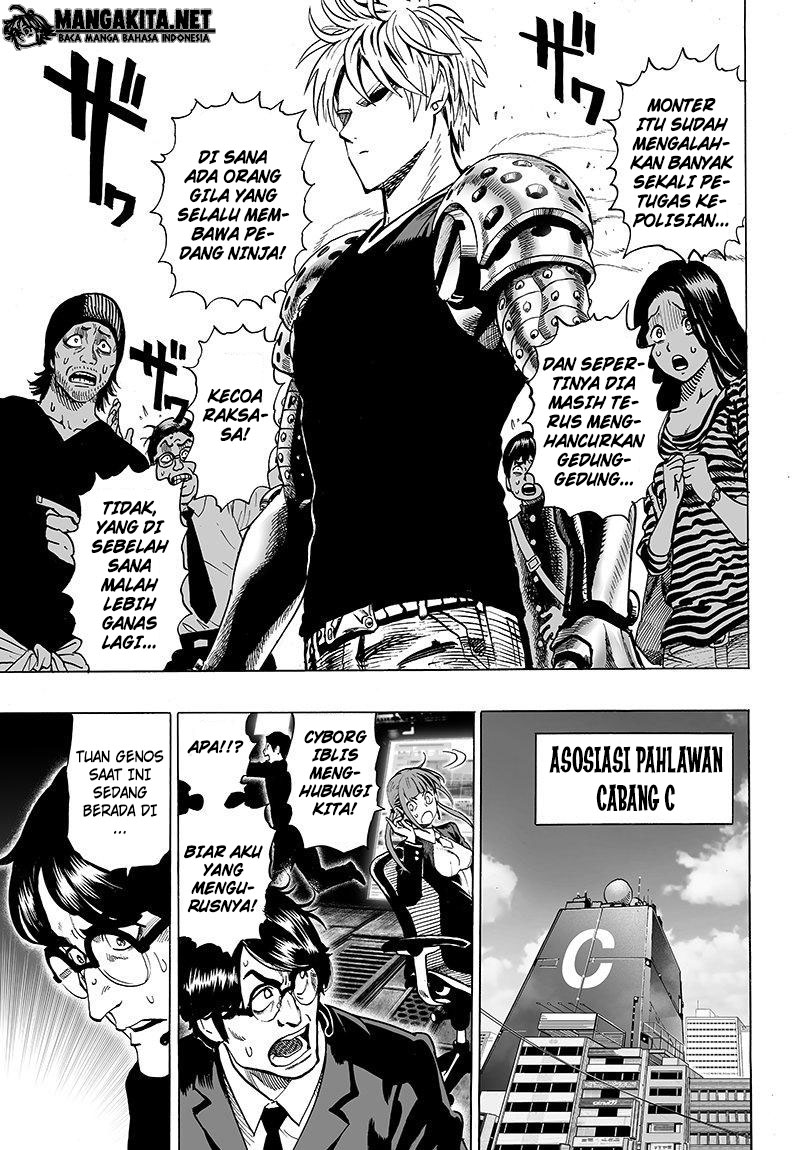 MANGAKITA.NET
BACA MANGA BAHASA INDONESIA
ザワ
MONTER
ITU SUDAH
MENGALAH-
KAN BANYAK
SEKALI PE-
TUGAS KE-
POLISIAN...
DAN SEPER-
TINYA DIA
MASIH TE-
RUS MENG-
HANCURKAN
GEDUNG-
GEDUNG...
ザワ
DI SANA
ADA ORANG
GILA YANG
SELALU MEM-
BAWA PE-
DANG NINJA!
KECOA
RAKSA-
SA!
ザワ
TIDAK,
YANG DI
SEBELAH
SANA
MALAH
LEBIH
GANAS
LAGI...
ASOSIASI PAHLAWAN
CABANG C
C
CYBORG
IBLIS
MENG-
HUBUNGI
KITA!
APA!!?
BIAR AKU
YANG
MENGU-
RUSNYA!
TUAN GENOS
SAAT INI
SEDANG
BERADA DI
...